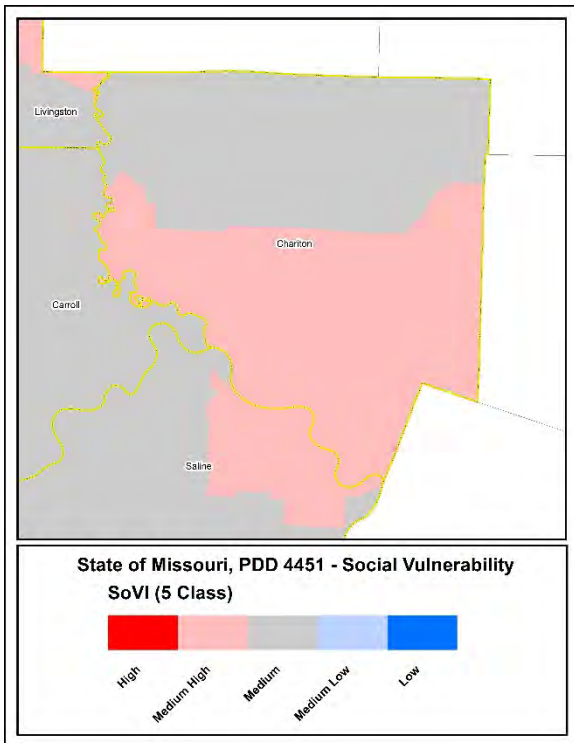 Livingston
Chariton
Carroll
Saline
State of Missouri, PDD 4451 - Social Vulnerability
SoVI (5 Class)
High
Medium High
Medium
Medium Low
Low